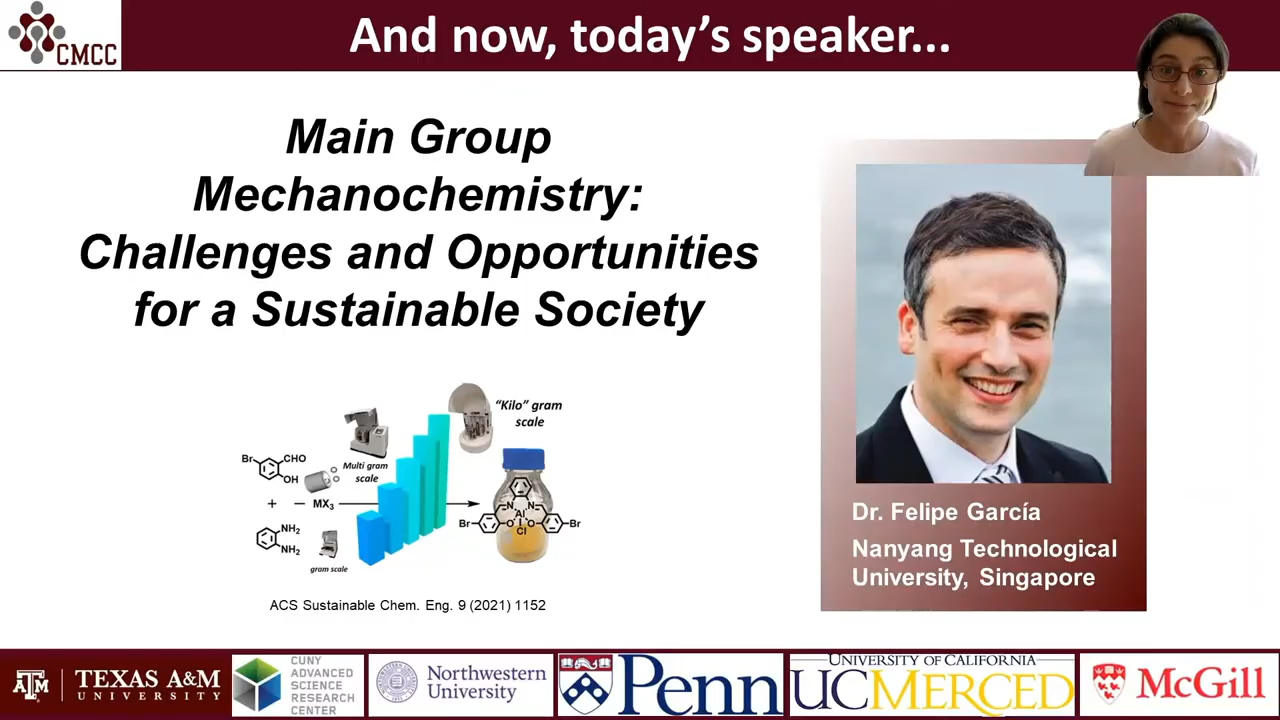 CMCC
And now, today's speaker...
Main Group
Mechanochemistry:
Challenges and Opportunities
for a Sustainable Society
"Kilo" gram
scale
Multi gram
scale
gram scale
Br
CHO
OH
+
MX₃
NH₂
NH₂
N
N
Al
Br
O
O
Br
Cl
ACS Sustainable Chem. Eng. 9 (2021) 1152
Dr. Felipe García
Nanyang Technological
University, Singapore
ATM
TEXAS A&M
UNIVERSITY
CUNY
ADVANCED
SCIENCE
RESEARCH
CENTER
Northwestern
University
Penn
UNIVERSITY OF CALIFORNIA
UCMERCED
McGill